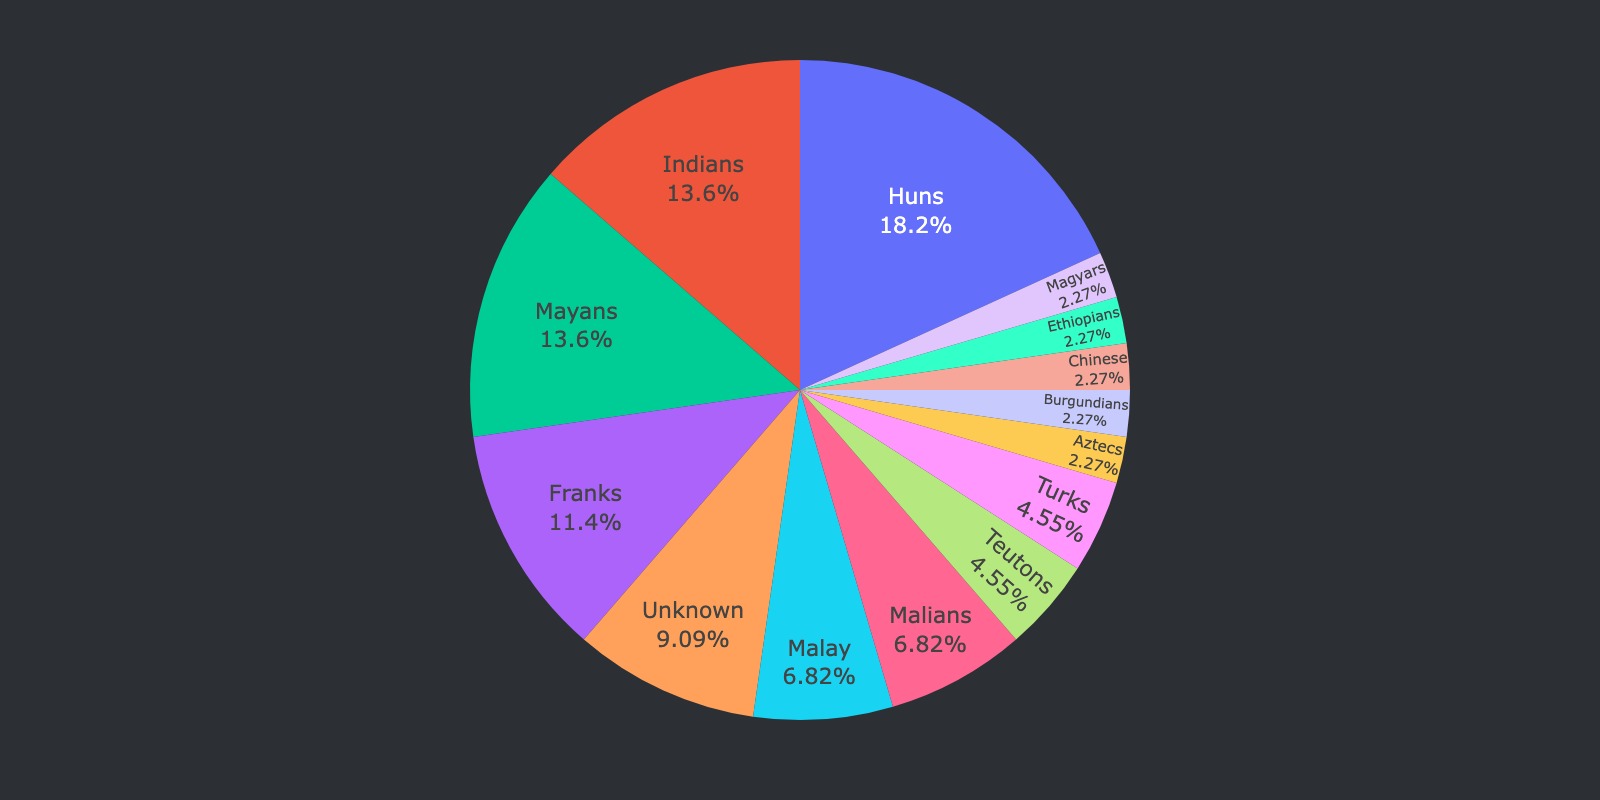 Indians
13.6%
Huns
18.2%
Magyars
2.27%
Ethiopians
2.27%
Chinese
2.27%
Burgundians
2.27%
Aztecs
2.27%
Turks
4.55%
Teutons
4.55%
Malians
6.82%
Malay
6.82%
Unknown
9.09%
Franks
11.4%
Mayans
13.6%